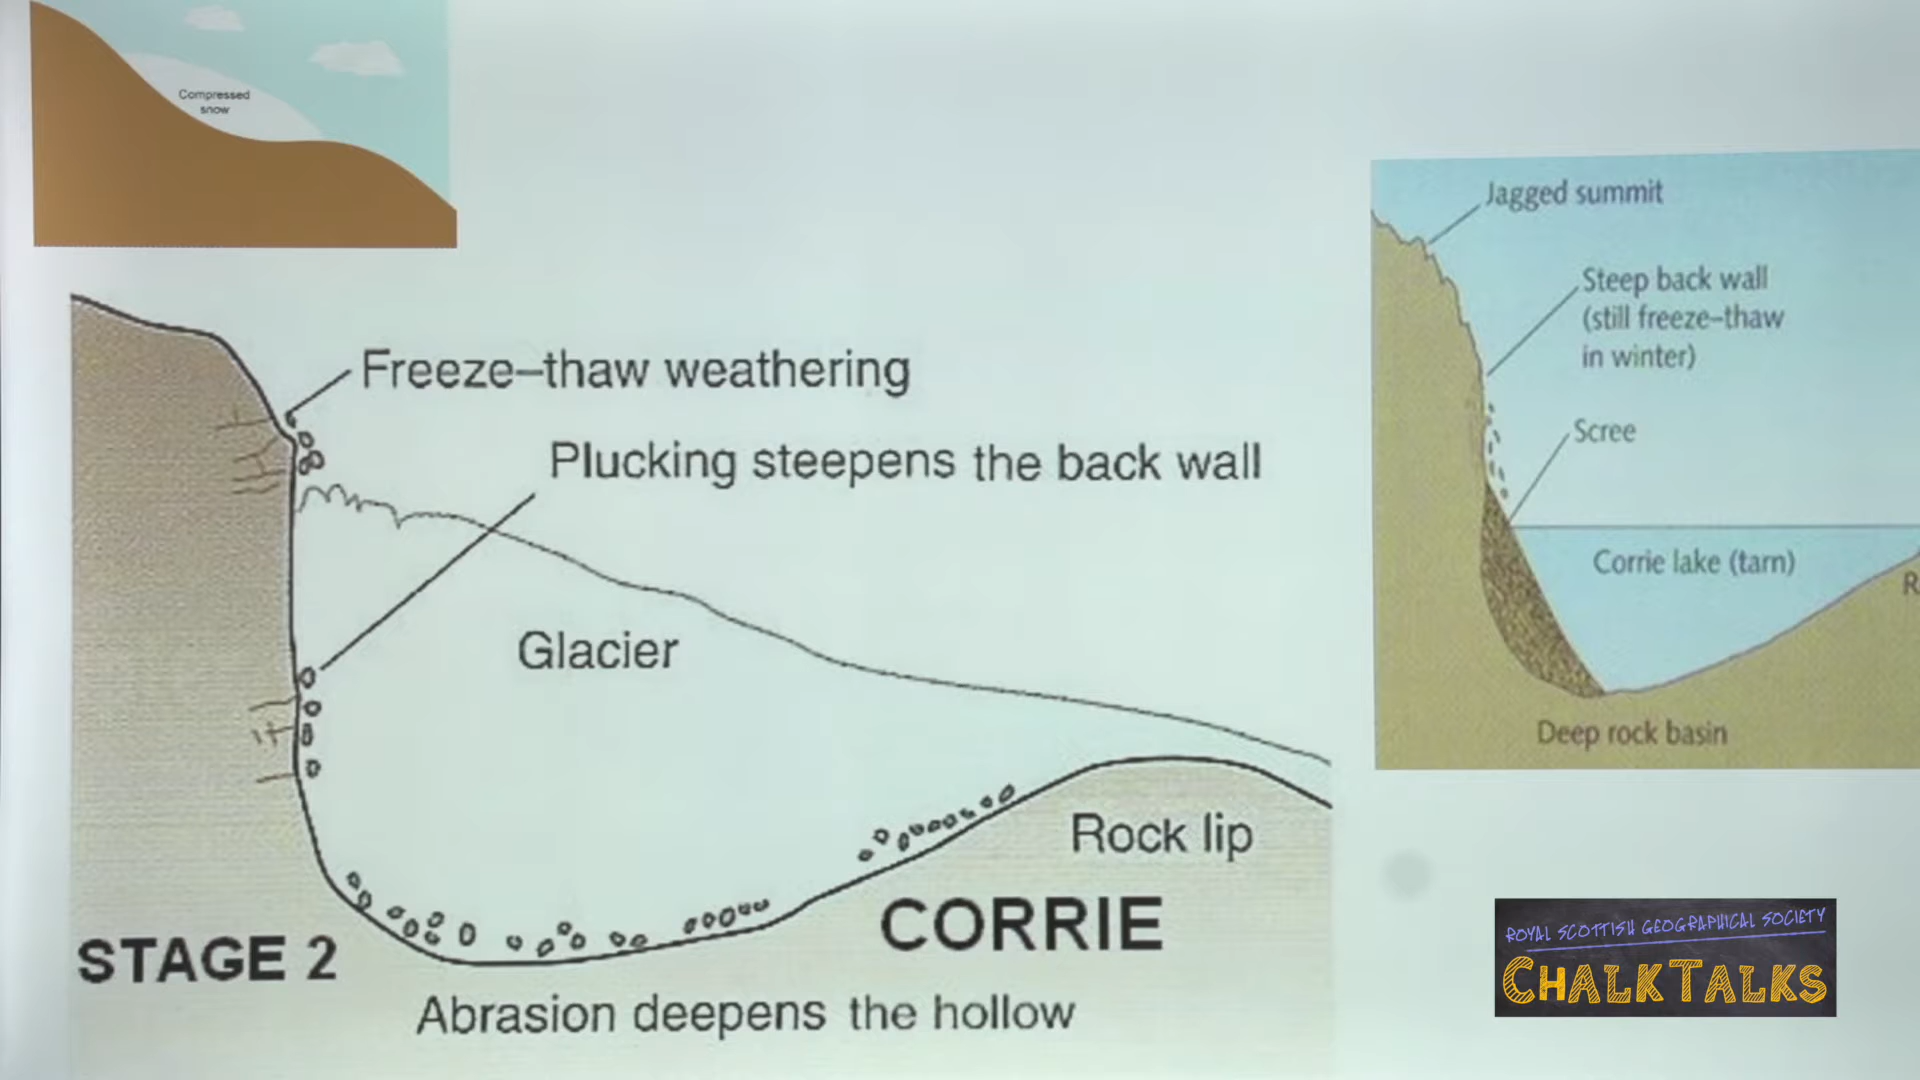 Compressed
snow
Freeze–thaw weathering
Plucking steepens the back wall
Glacier
Rock lip
CORRIE
STAGE 2
Abrasion deepens the hollow
Jagged summit
Steep back wall
(still freeze–thaw
in winter)
Scree
Corrie lake (tarn)
R
Deep rock basin
ROYAL SCOTTISH GEOGRAPHICAL SOCIETY
CHALKTALKS